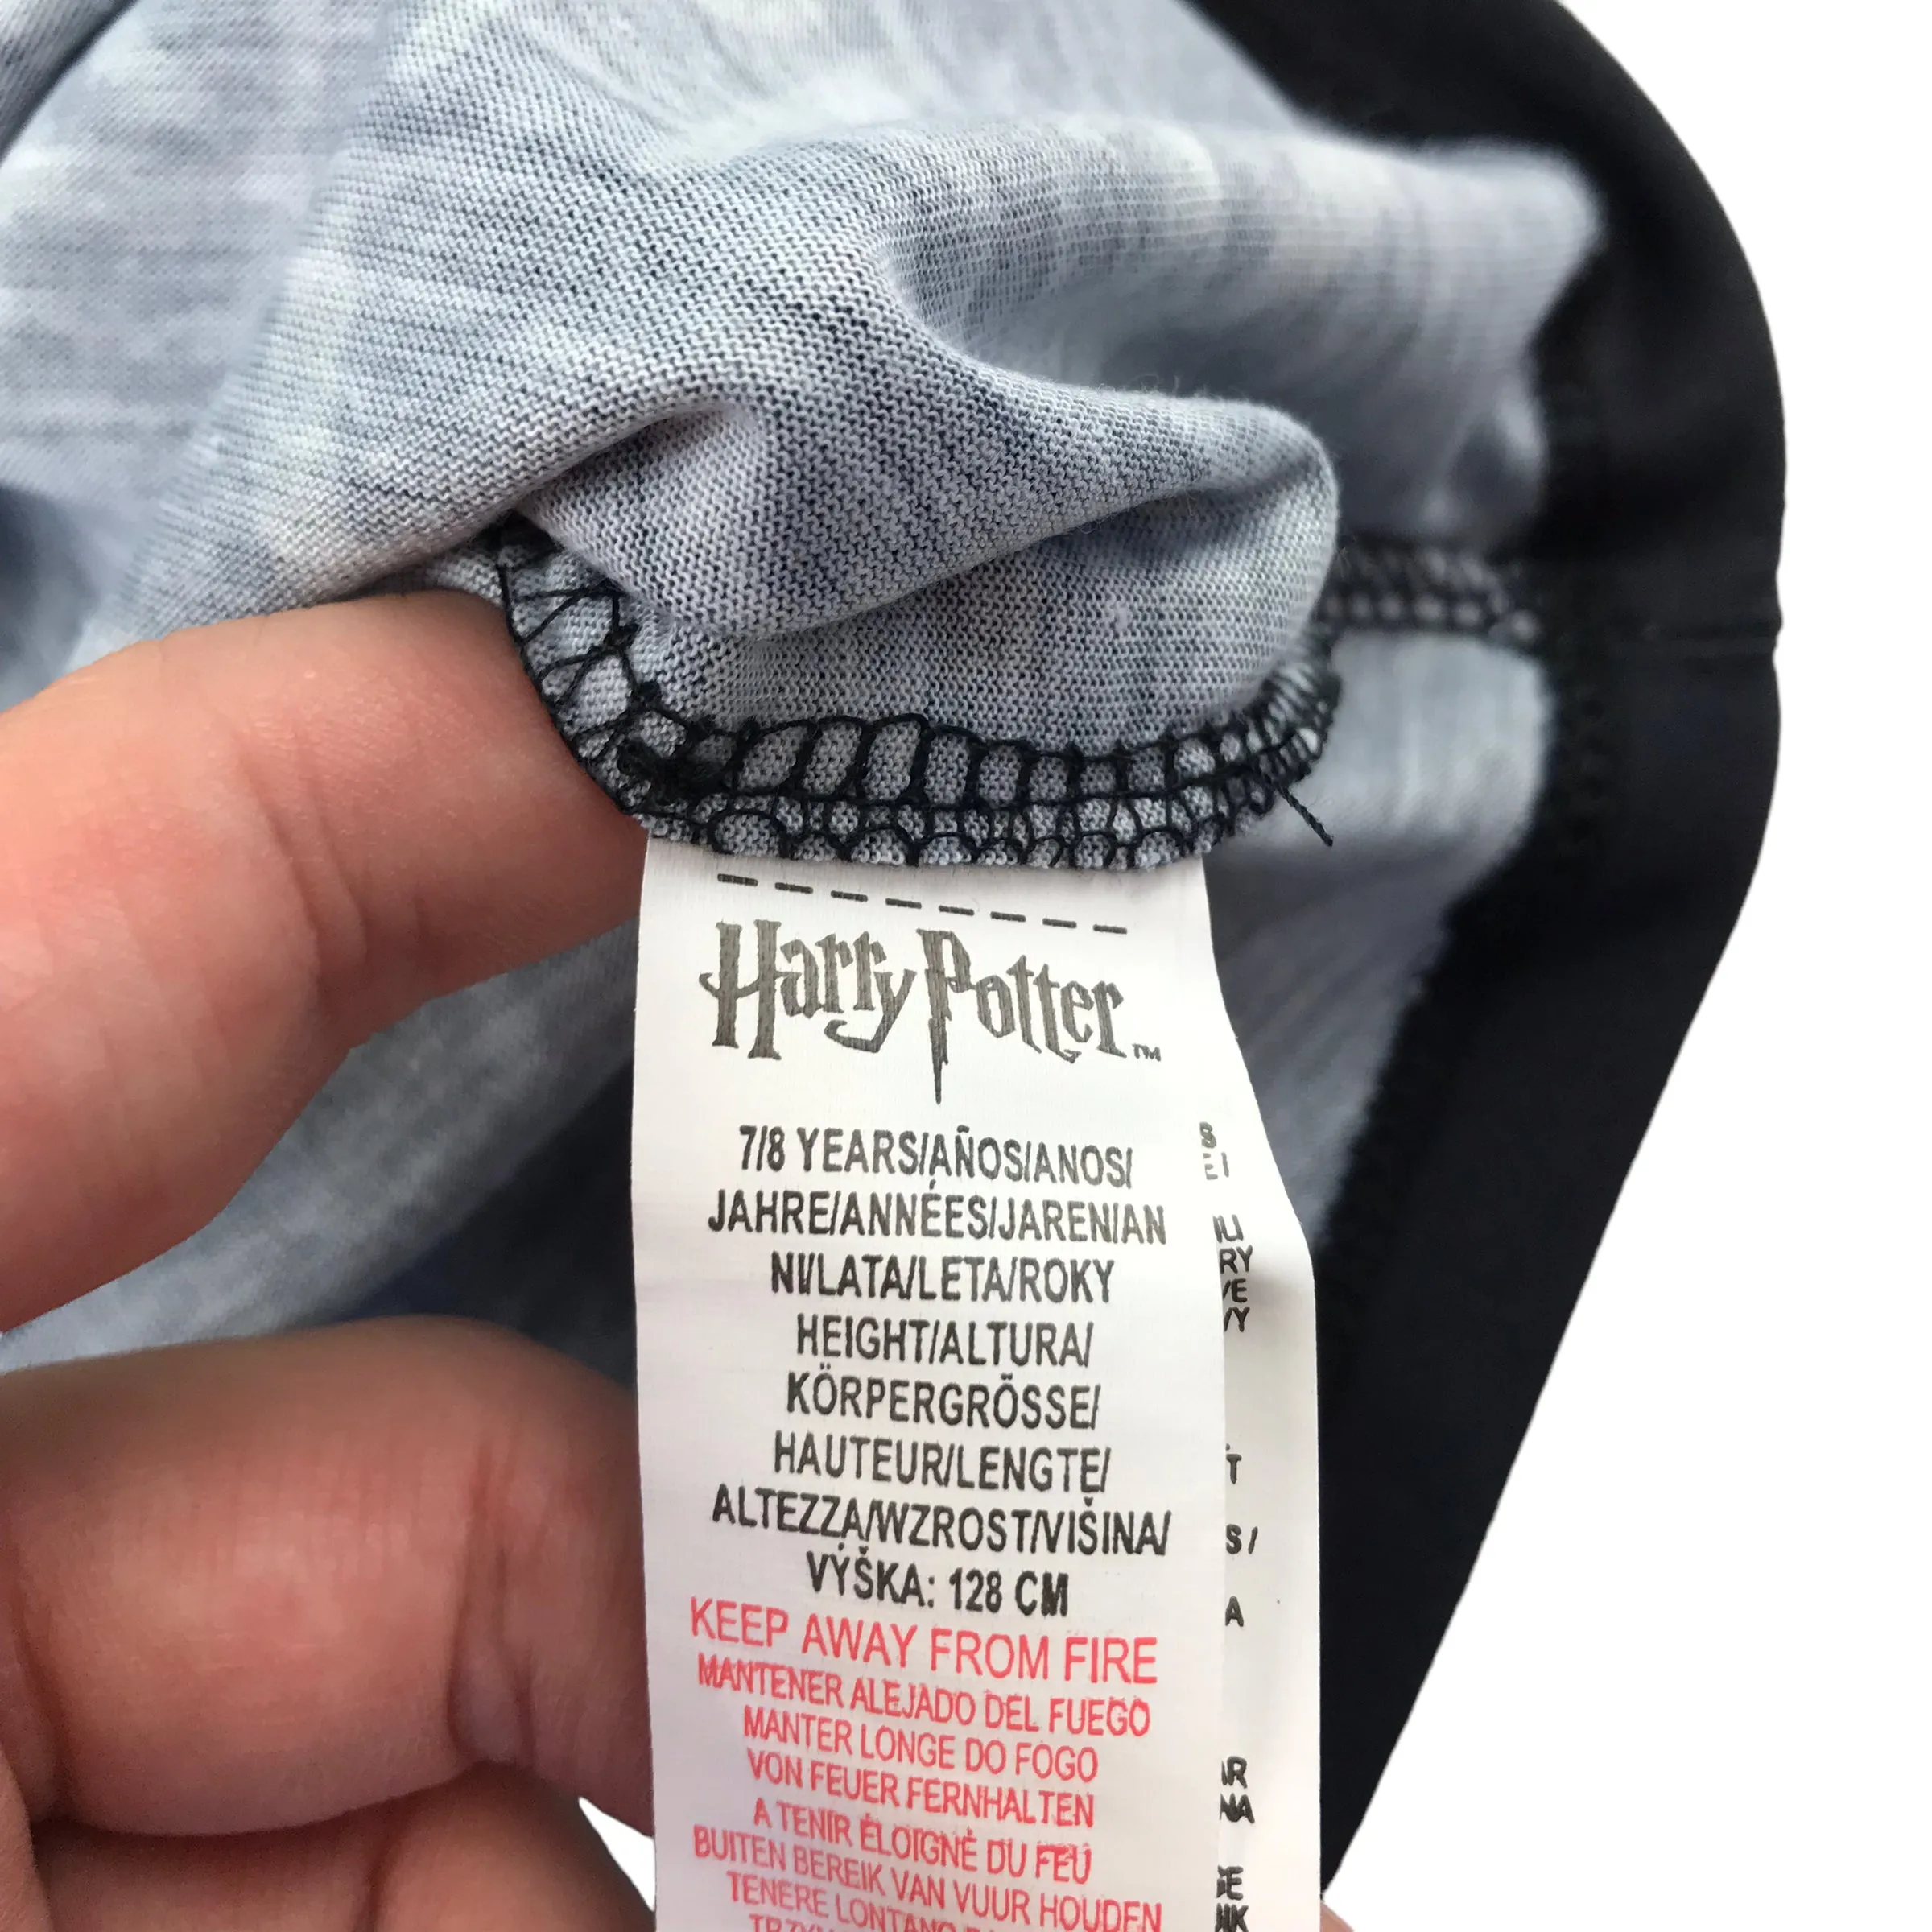 Harry Potter™
7/8 YEARS/AÑOS/ANOS/
JAHRE/ANNÉES/JAREN/AN
NI/LATA/LETA/ROKY
HEIGHT/ALTURA/
KÖRPERGRÖSSE/
HAUTEUR/LENGTE/
ALTEZZA/WZROST/VIŠINA/
VÝŠKA: 128 CM
KEEP AWAY FROM FIRE
MANTENER ALEJADO DEL FUEGO
MANTER LONGE DO FOGO
VON FEUER FERNHALTEN
A TENIR ÉLOIGNÉ DU FEU
BUITEN BEREIK VAN VUUR HOUDEN
TENERE LONTANO